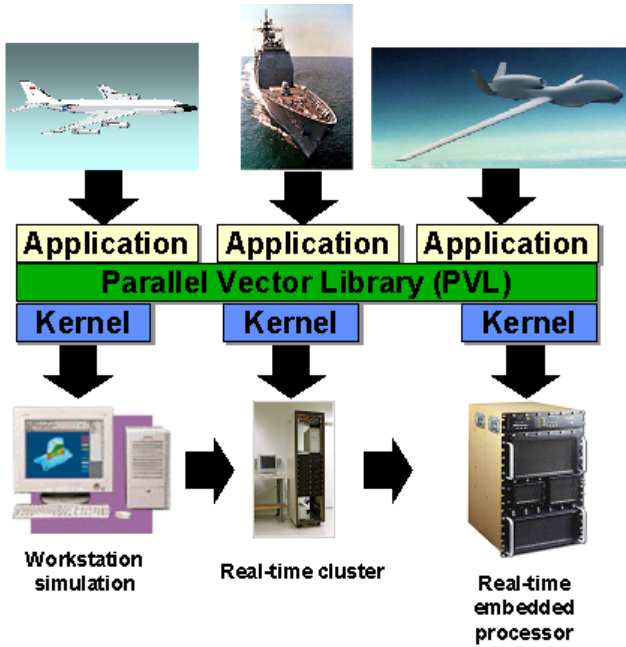 Application
Application
Application
Parallel Vector Library (PVL)
Kernel
Kernel
Kernel
Workstation
simulation
Real-time cluster
Real-time
embedded
processor